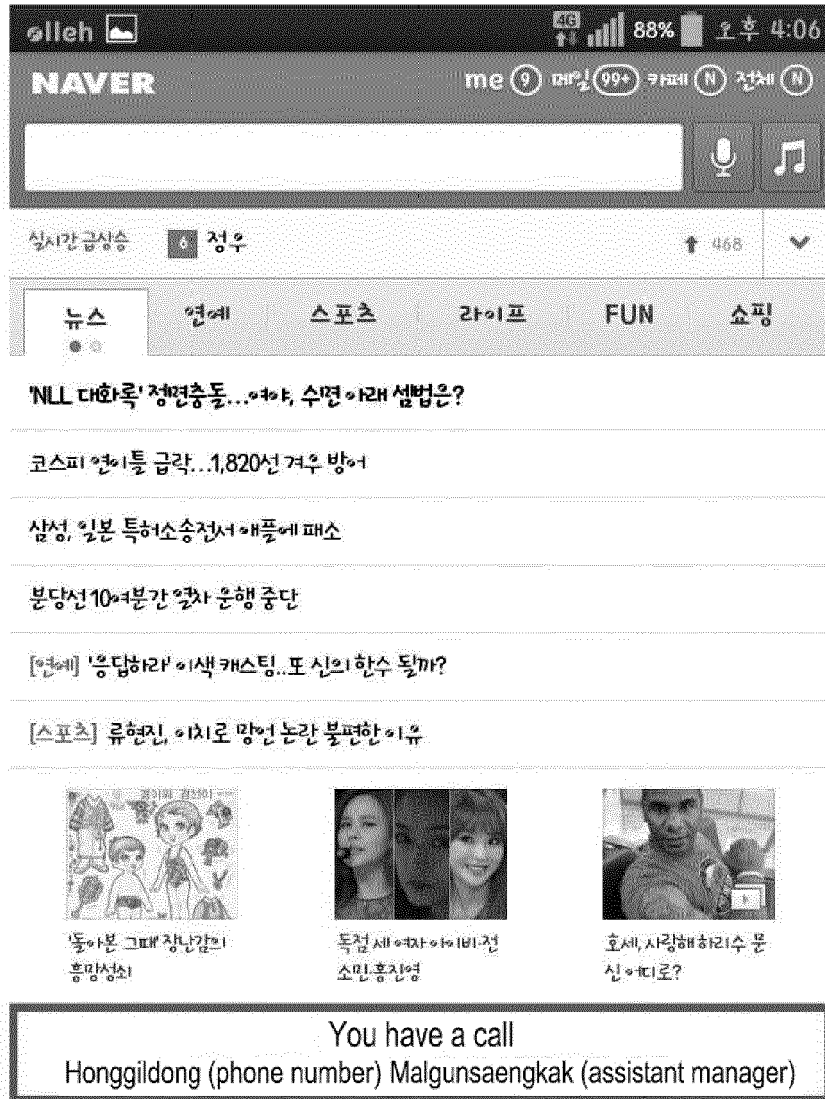 olleh 4G 88% 오후 4:06
NAVER me 9 메일 99+ 카페 N 전체 N
실시간 급상승 6 정우 468
뉴스 연예 스포츠 라이프 FUN 쇼핑
'NLL 대화록' 정면충돌…여야, 수면 아래 셈법은?
코스피 연이틀 급락…1,820선 겨우 방어
삼성, 일본 특허소송전서 애플에 패소
분당선 10여분간 열차 운행 중단
[연예] '응답하라' 이색 캐스팅..또 신의 한수 될까?
[스포츠] 류현진, 이치로 망언 논란 불편한 이유
'돌아본 그때' 장난감의
흥망성쇠
독점 세 여자 아이비·전
소민·홍진영
호세, 사랑해 하리수 문
신 어디로?
You have a call
Honggildong (phone number) Malgunsaengkak (assistant manager)